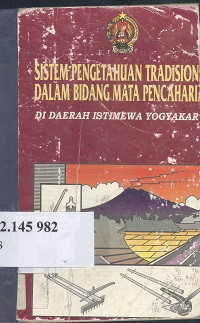 SISTEM PENGETAHUAN TRADISION
DALAM BIDANG MATA PENCAHARI
DI DAERAH ISTIMEWA YOGYAKAR
2.145 982
S